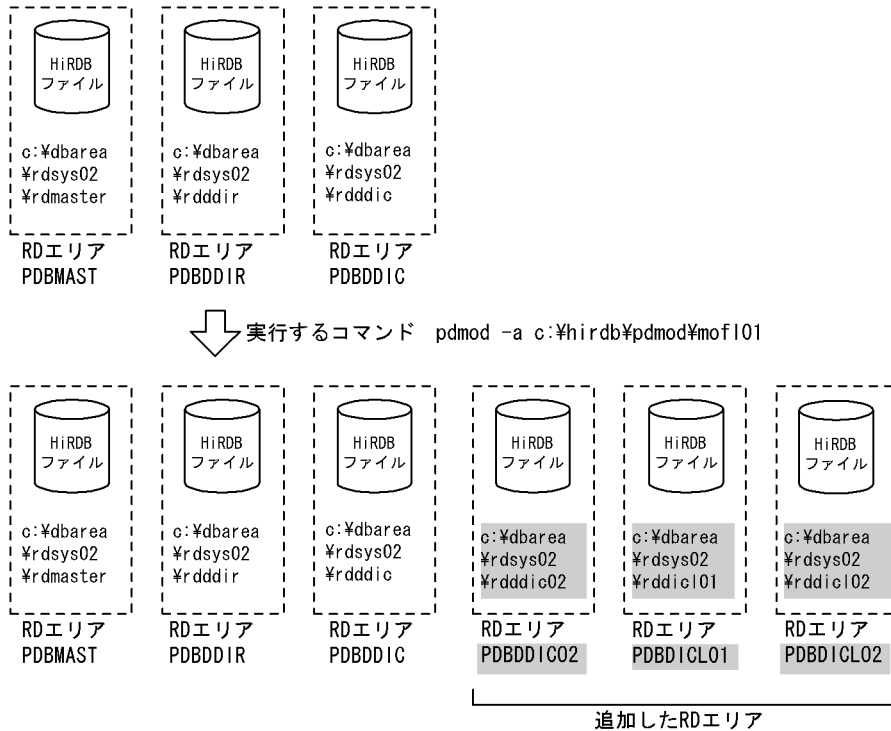 HiRDB
ファイル
c:¥dbarea
¥rdsys02
¥rdmaster
RDエリア
PDBMAST
HiRDB
ファイル
c:¥dbarea
¥rdsys02
¥rdddir
RDエリア
PDBDDIR
HiRDB
ファイル
c:¥dbarea
¥rdsys02
¥rdddic
RDエリア
PDBDDIC
実行するコマンド　pdmod -a c:¥hirdb¥pdmod¥mofl01
HiRDB
ファイル
c:¥dbarea
¥rdsys02
¥rdmaster
RDエリア
PDBMAST
HiRDB
ファイル
c:¥dbarea
¥rdsys02
¥rdddir
RDエリア
PDBDDIR
HiRDB
ファイル
c:¥dbarea
¥rdsys02
¥rdddic
RDエリア
PDBDDIC
HiRDB
ファイル
c:¥dbarea
¥rdsys02
¥rdddic02
RDエリア
PDBDDIC02
HiRDB
ファイル
c:¥dbarea
¥rdsys02
¥rddicl01
RDエリア
PDBDICL01
HiRDB
ファイル
c:¥dbarea
¥rdsys02
¥rddicl02
RDエリア
PDBDICL02
追加したRDエリア